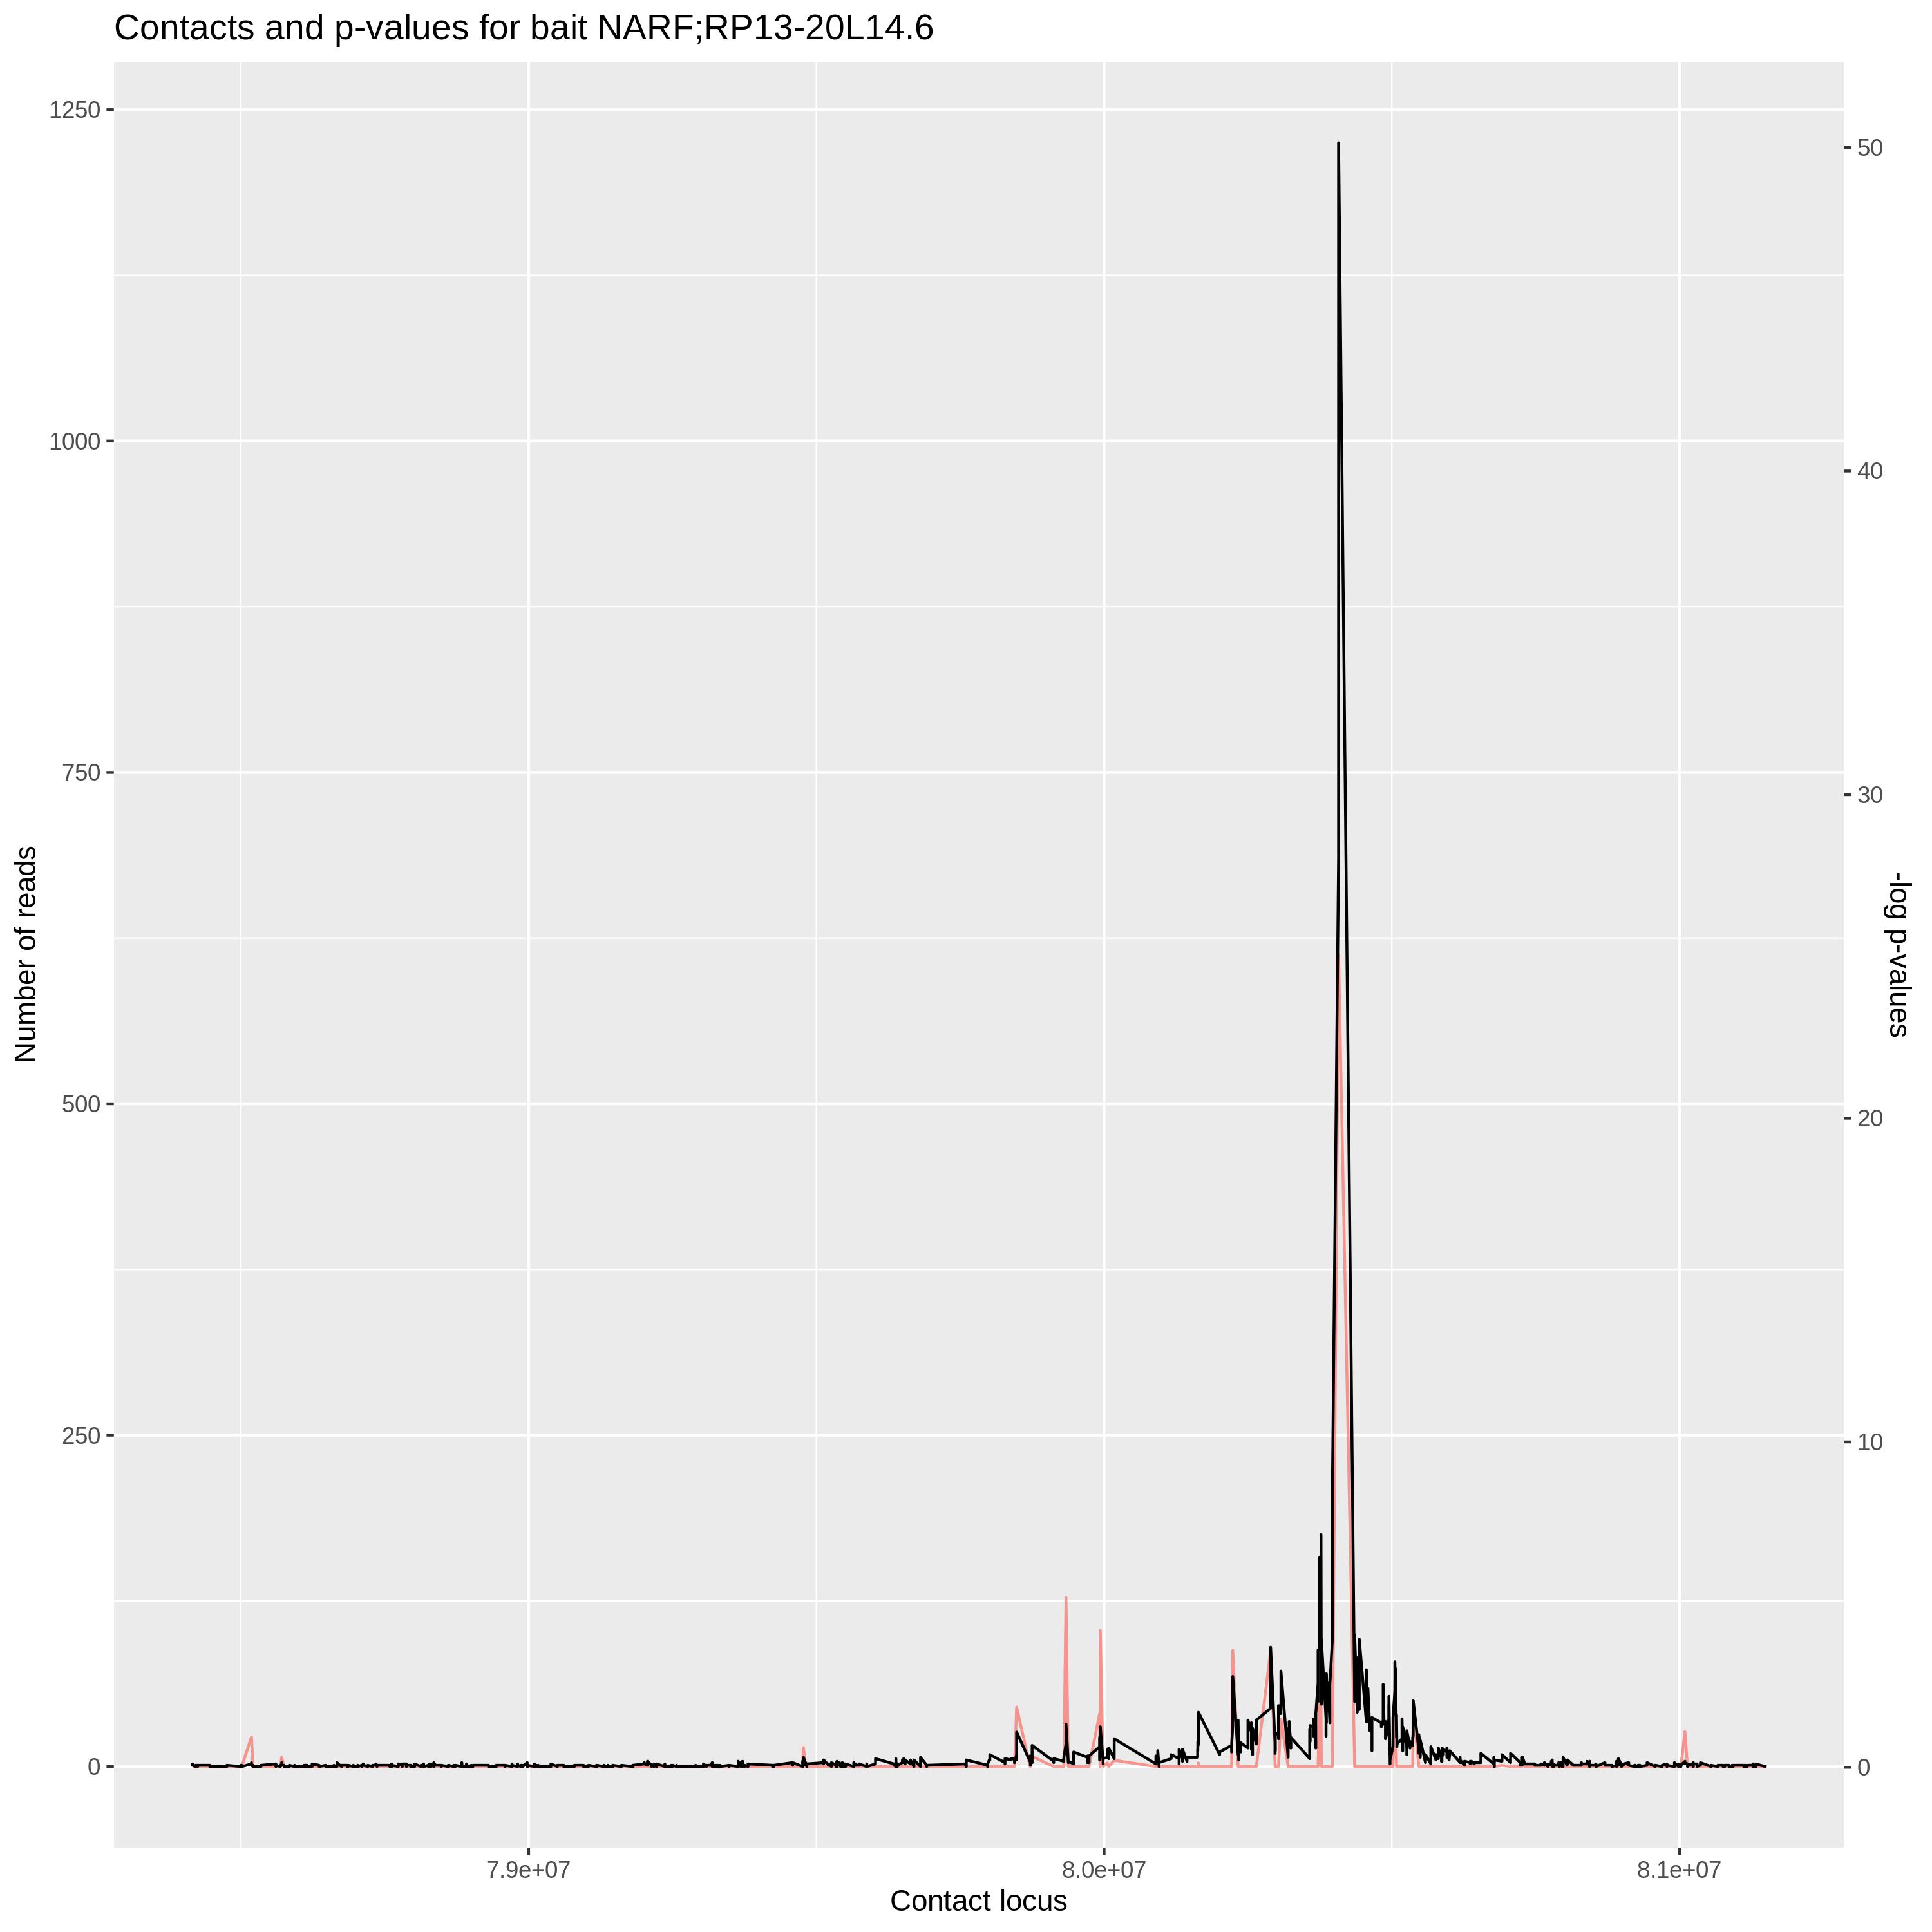 Contacts and p-values for bait NARF;RP13-20L14.6
1250
1000
750
500
250
0
Number of reads
50
40
30
20
10
0
-log p-values
7.9e+07
8.0e+07
8.1e+07
Contact locus